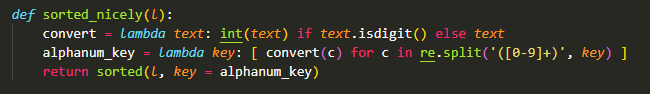 def sorted_nicely(l):
    convert = lambda text: int(text) if text.isdigit() else text
    alphanum_key = lambda key: [ convert(c) for c in re.split('([0-9]+)', key) ]
    return sorted(l, key = alphanum_key)